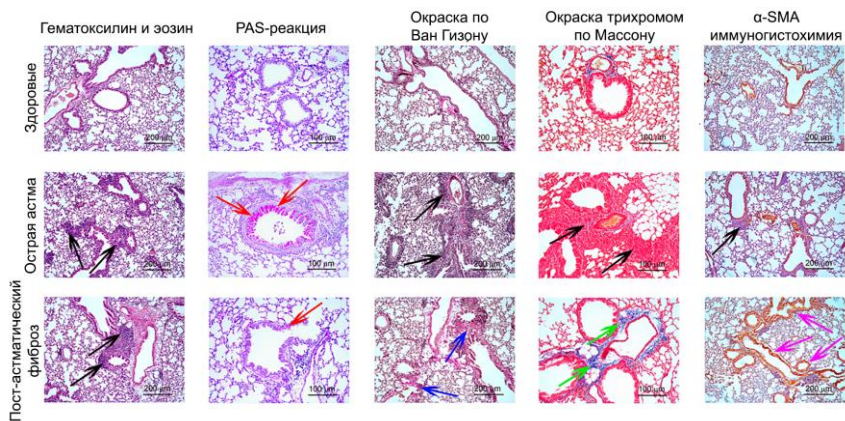 Гематоксилин и эозин
PAS-реакция
Окраска по
Ван Гизону
Окраска трихромом
по Массону
α-SMA
иммуногистохимия
Здоровые
200 µm
100 µm
200 µm
100 µm
200 µm
Острая астма
200 µm
100 µm
200 µm
100 µm
200 µm
Пост-астматический
фиброз
200 µm
100 µm
200 µm
100 µm
200 µm